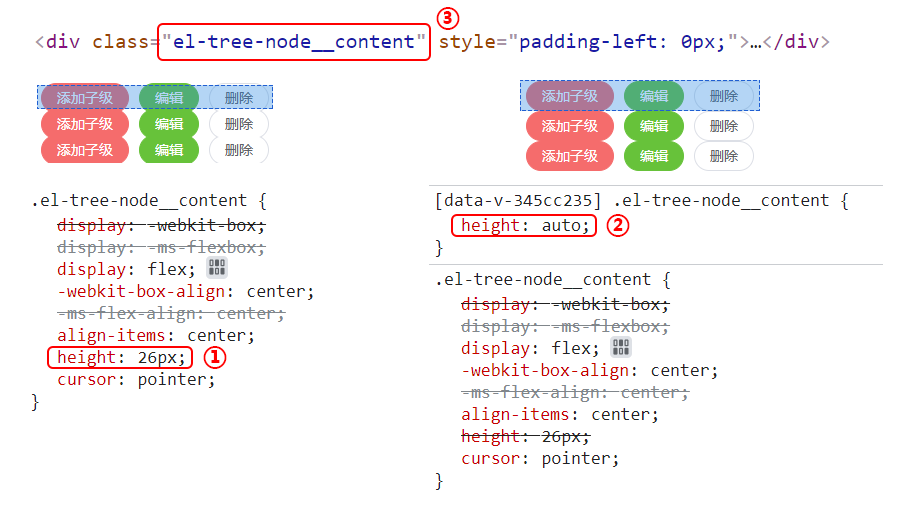 ③
<div class="el-tree-node__content" style="padding-left: 0px;">…</div>
添加子级 编辑 删除
添加子级 编辑 删除
添加子级 编辑 删除
.el-tree-node__content {
display: -webkit-box;
display: -ms-flexbox;
display: flex;
-webkit-box-align: center;
-ms-flex-align: center;
align-items: center;
height: 26px; ①
cursor: pointer;
}
添加子级 编辑 删除
添加子级 编辑 删除
添加子级 编辑 删除
[data-v-345cc235] .el-tree-node__content {
height: auto; ②
}
.el-tree-node__content {
display: -webkit-box;
display: -ms-flexbox;
display: flex;
-webkit-box-align: center;
-ms-flex-align: center;
align-items: center;
height: 26px;
cursor: pointer;
}